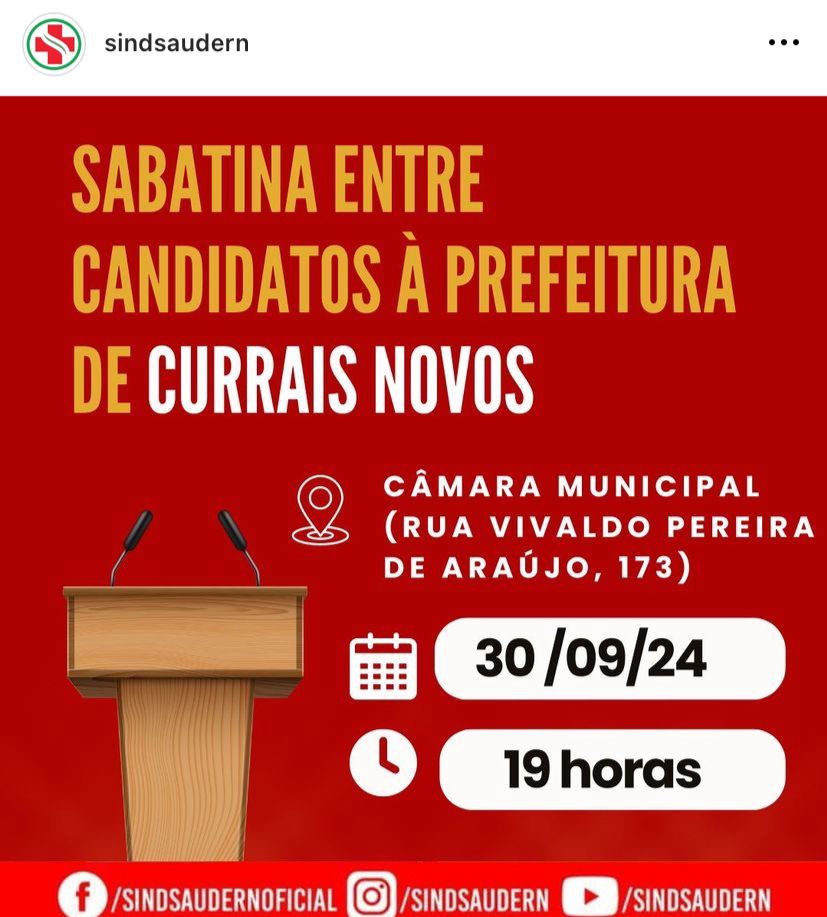 sindsaudern
SABATINA ENTRE
CANDIDATOS À PREFEITURA
DE CURRAIS NOVOS
CÂMARA MUNICIPAL
(RUA VIVALDO PEREIRA
DE ARAÚJO, 173)
30/09/24
19 horas
/SINDSAUDERNOFICIAL /SINDSAUDERN /SINDSAUDERN